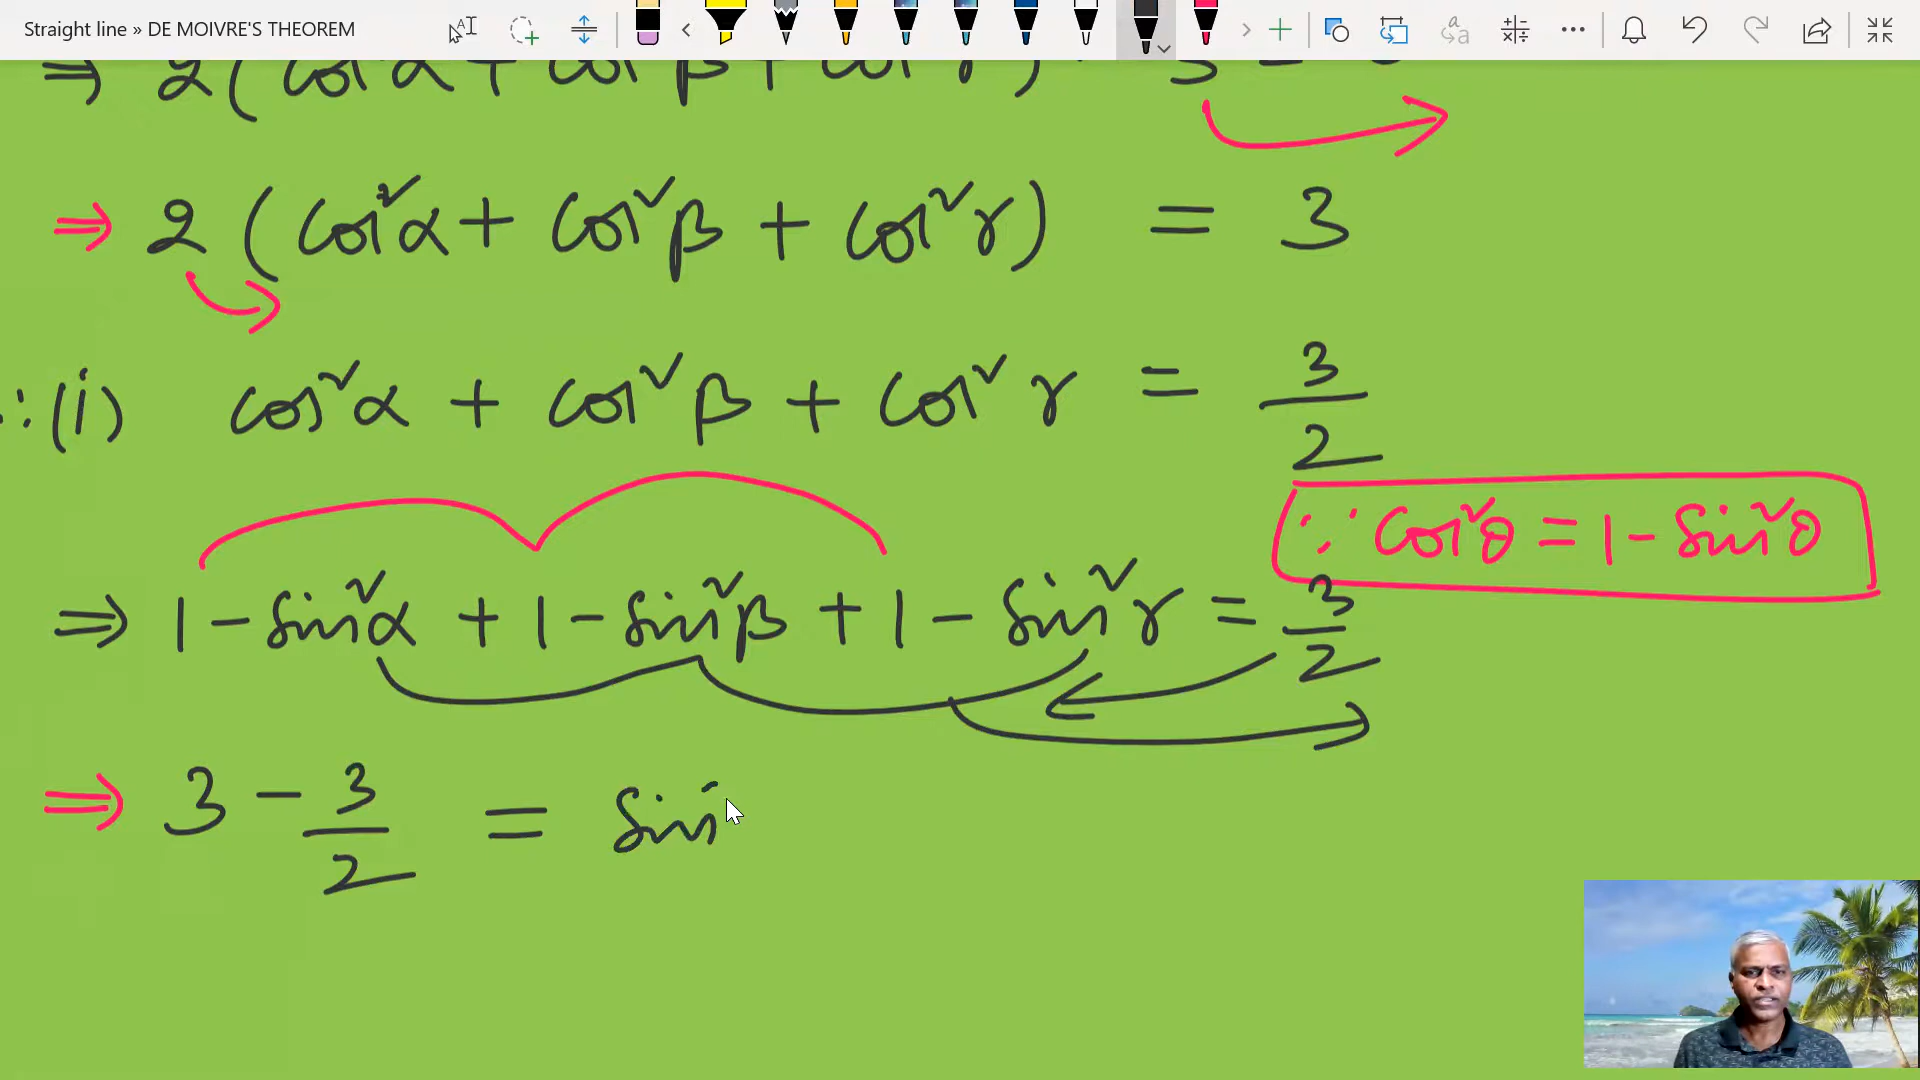 Straight line » DE MOIVRE'S THEOREM
⇒ 2 (cos²α + cos²β + cos²γ) = 3
∴ (i) cos²α + cos²β + cos²γ = 3/2
∵ cos²θ = 1 - sin²θ
⇒ 1 - sin²α + 1 - sin²β + 1 - sin²γ = 3/2
⇒ 3 - 3/2 = sin